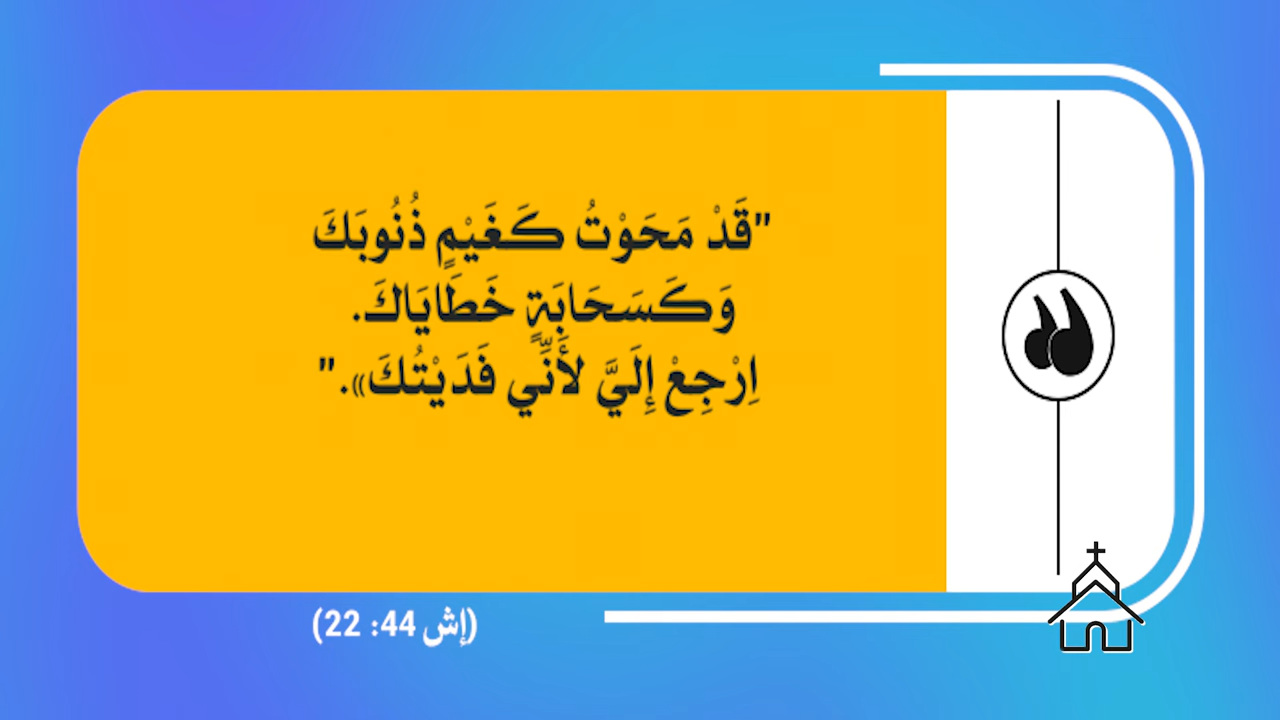 "قَدْ مَحَوْتُ كَغَيْمٍ ذُنُوبَكَ
وَكَسَحَابَةٍ خَطَايَاكَ.
اِرْجِعْ إِلَيَّ لأَنِّي فَدَيْتُكَ»."
(إش 44: 22)